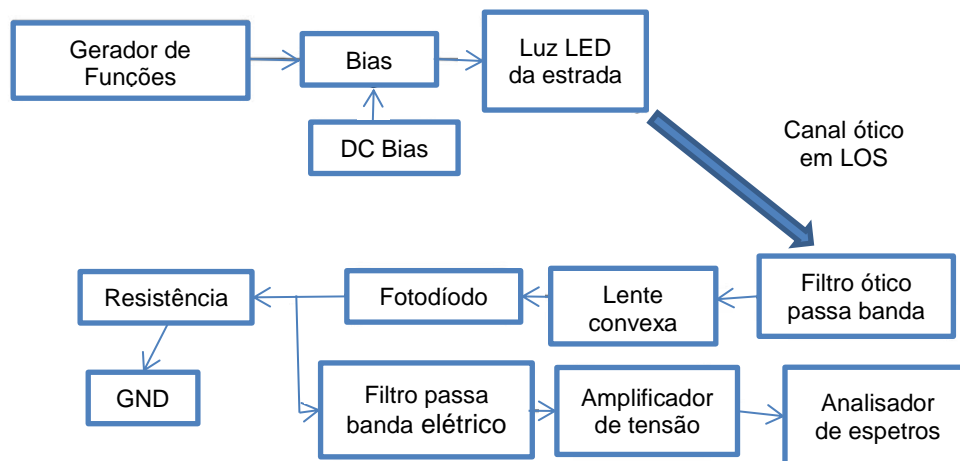 Gerador de
Funções
Bias
Luz LED
da estrada
DC Bias
Canal ótico
em LOS
Resistência
Fotodíodo
Lente
convexa
Filtro ótico
passa banda
GND
Filtro passa
banda elétrico
Amplificador
de tensão
Analisador
de espetros